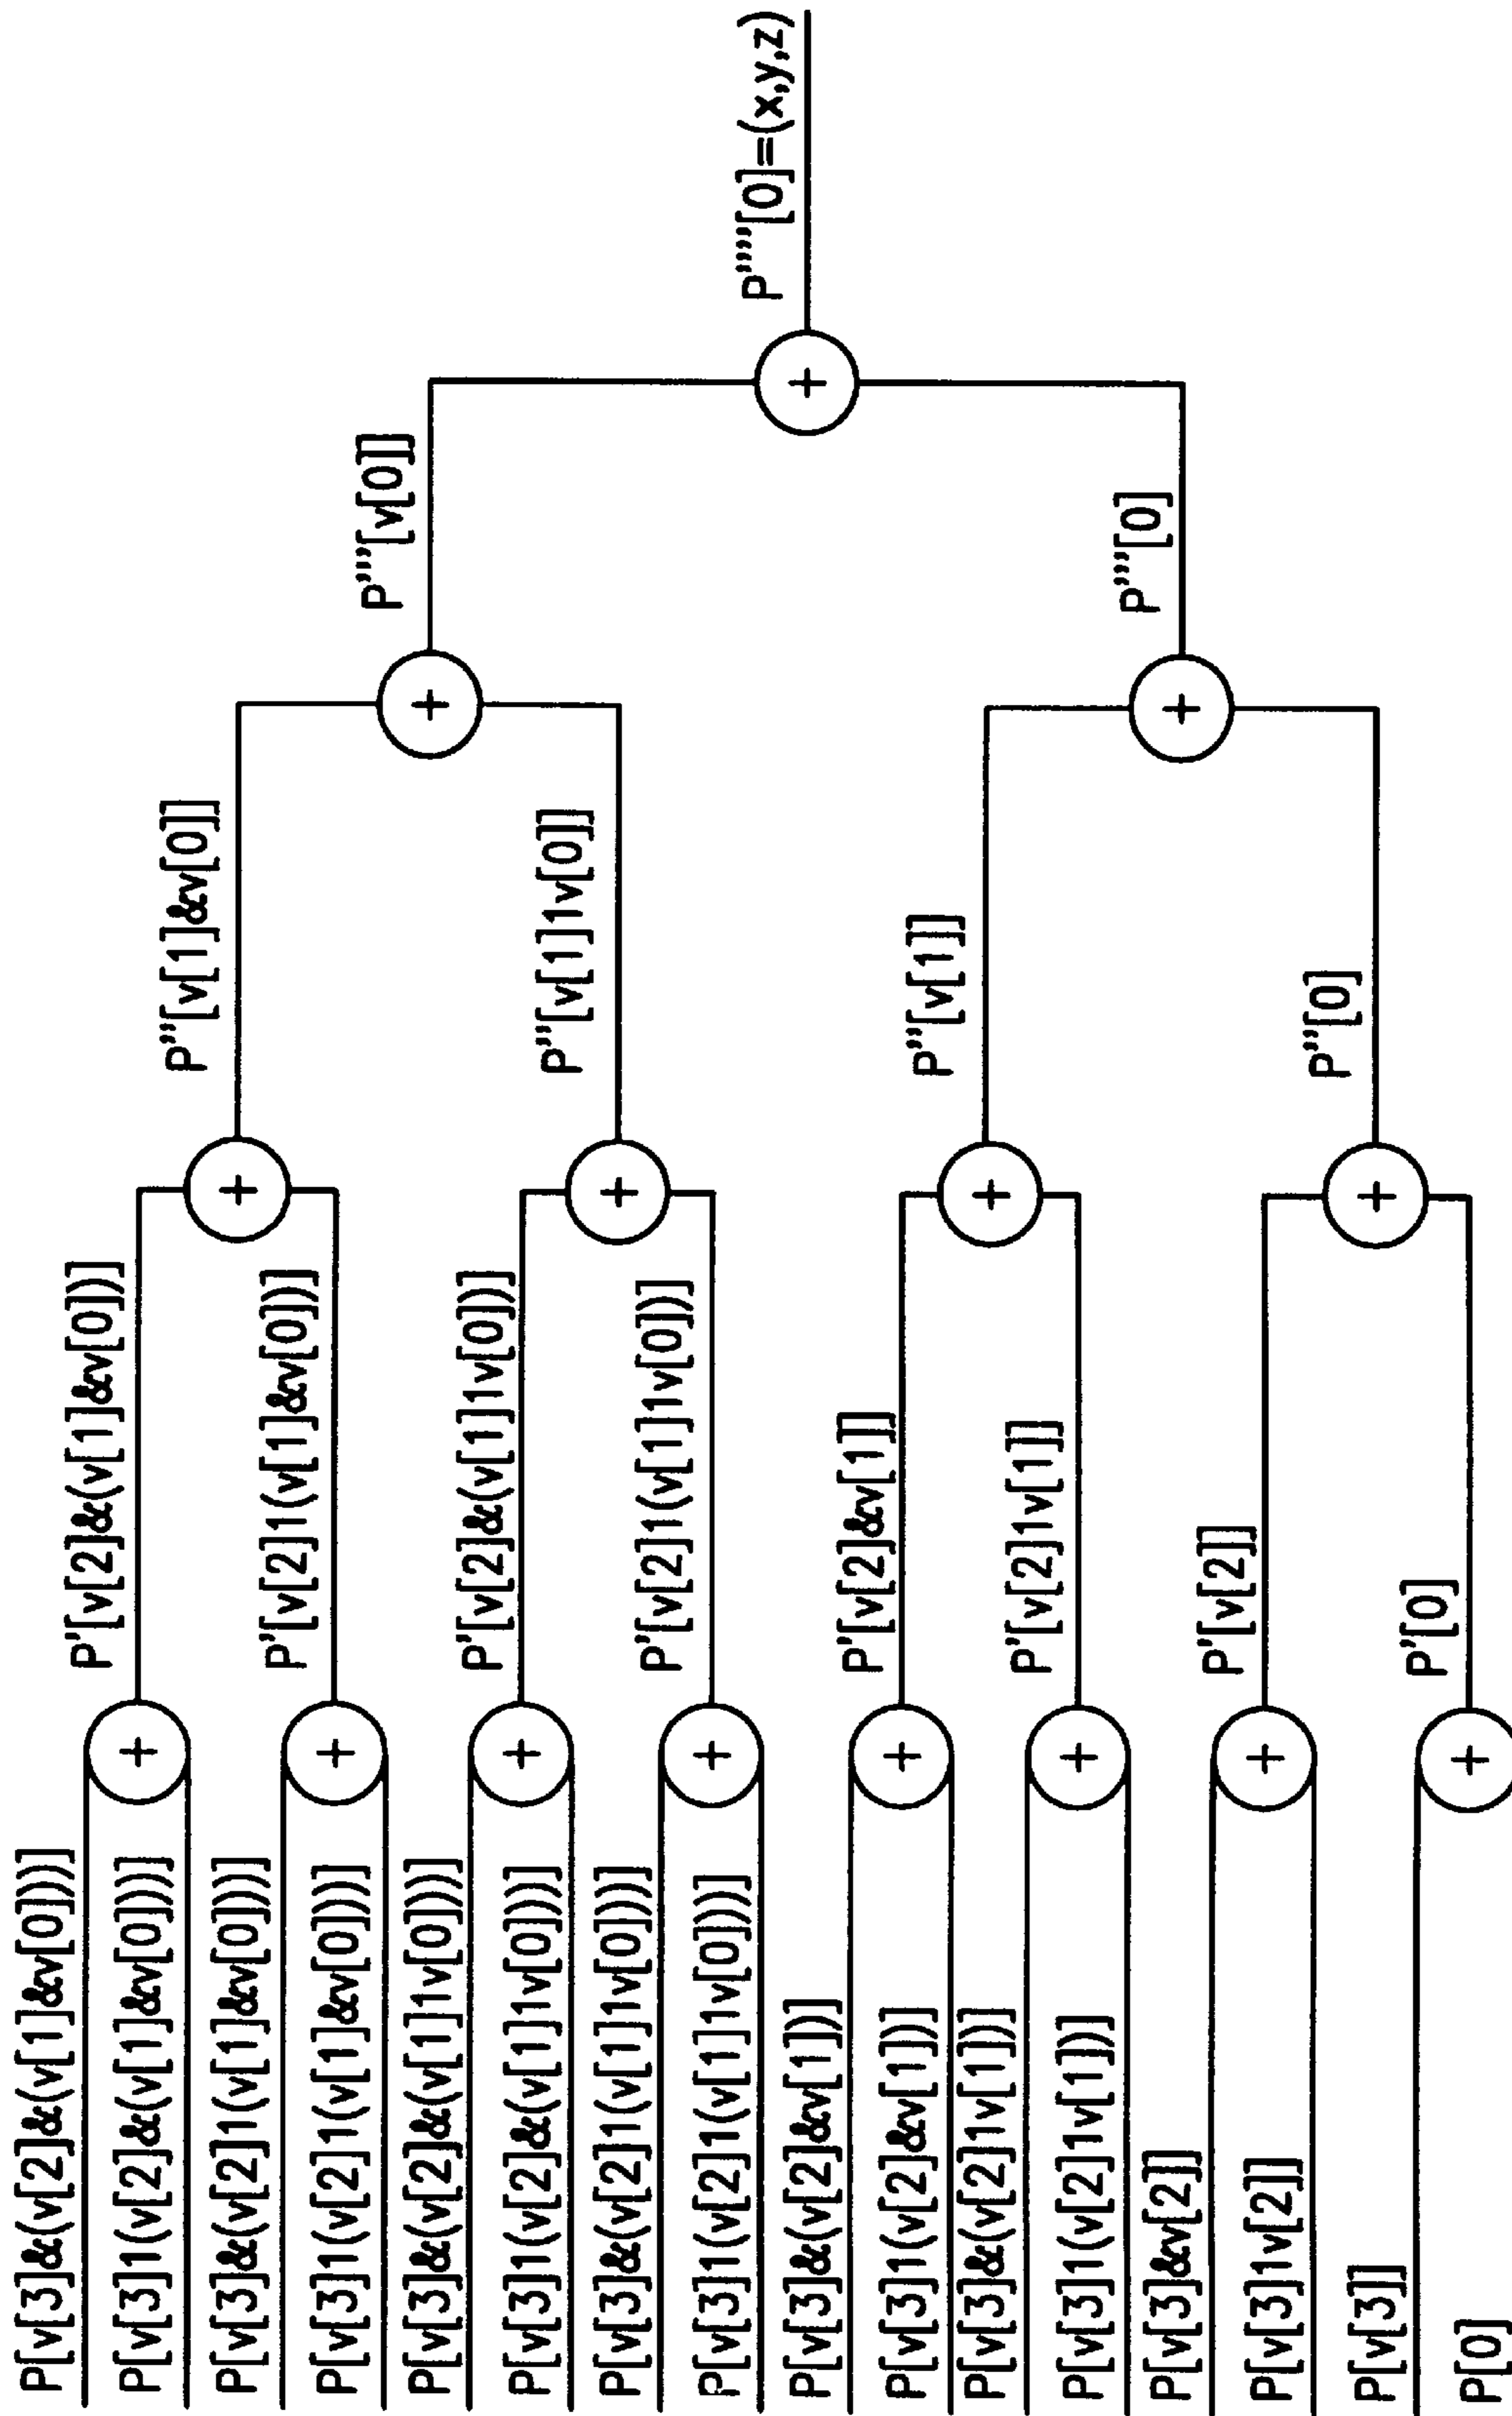 P[v[3]&(v[2]&(v[1]&v[0]))]
P[v[3]1(v[2]&(v[1]&v[0]))]
P[v[3]&(v[2]1(v[1]&v[0]))]
P[v[3]1(v[2]1(v[1]&v[0]))]
P[v[3]&(v[2]&(v[1]1v[0]))]
P[v[3]1(v[2]&(v[1]1v[0]))]
P[v[3]&(v[2]1(v[1]1v[0]))]
P[v[3]1(v[2]1(v[1]1v[0]))]
P[v[3]&(v[2]&v[1])]
P[v[3]1(v[2]&v[1])]
P[v[3]&(v[2]1v[1])]
P[v[3]1(v[2]1v[1])]
P[v[3]&v[2]]
P[v[3]1v[2]]
P[v[3]]
P[0]
+
+
+
+
+
+
+
+
P'[v[2]&(v[1]&v[0])]
P'[v[2]1(v[1]&v[0])]
P'[v[2]&(v[1]1v[0])]
P'[v[2]1(v[1]1v[0])]
P'[v[2]&v[1]]
P'[v[2]1v[1]]
P'[v[2]]
P'[0]
+
+
+
+
P''[v[1]&v[0]]
P''[v[1]1v[0]]
P''[v[1]]
P''[0]
+
+
P'''[v[0]]
P'''[0]
+
P''''[0]=(x,y,z)